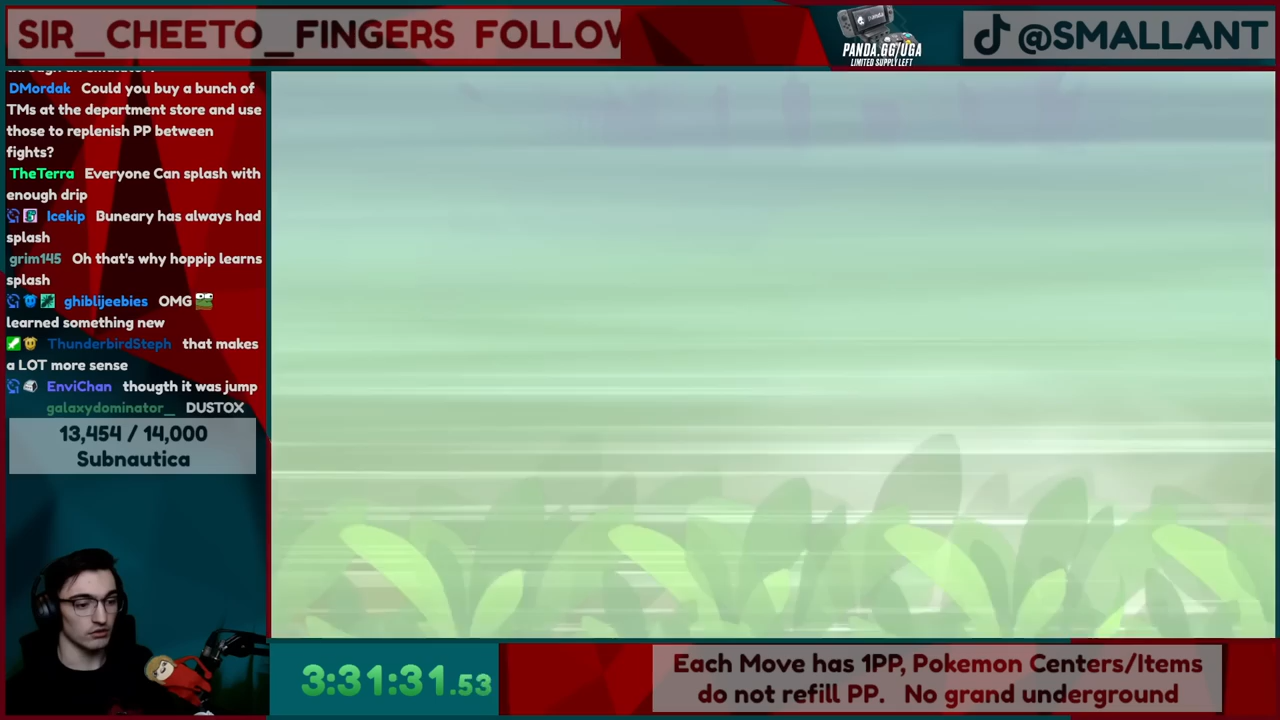 SIR_CHEETO_FINGERS FOLLOW
PANDA.GG/UGA
LIMITED SUPPLY LEFT
@SMALLANT
DMordak Could you buy a bunch of
TMs at the department store and use
those to replenish PP between
fights?
TheTerra Everyone Can splash with
enough drip
Icekip Buneary has always had
splash
grim145 Oh that's why hoppip learns
splash
ghiblijeebies OMG
learned something new
ThunderbirdSteph that makes
a LOT more sense
EnviChan thougth it was jump
galaxydominator_ DUSTOX
13,454 / 14,000
Subnautica
3:31:31.53
Each Move has 1PP, Pokemon Centers/Items
do not refill PP. No grand underground